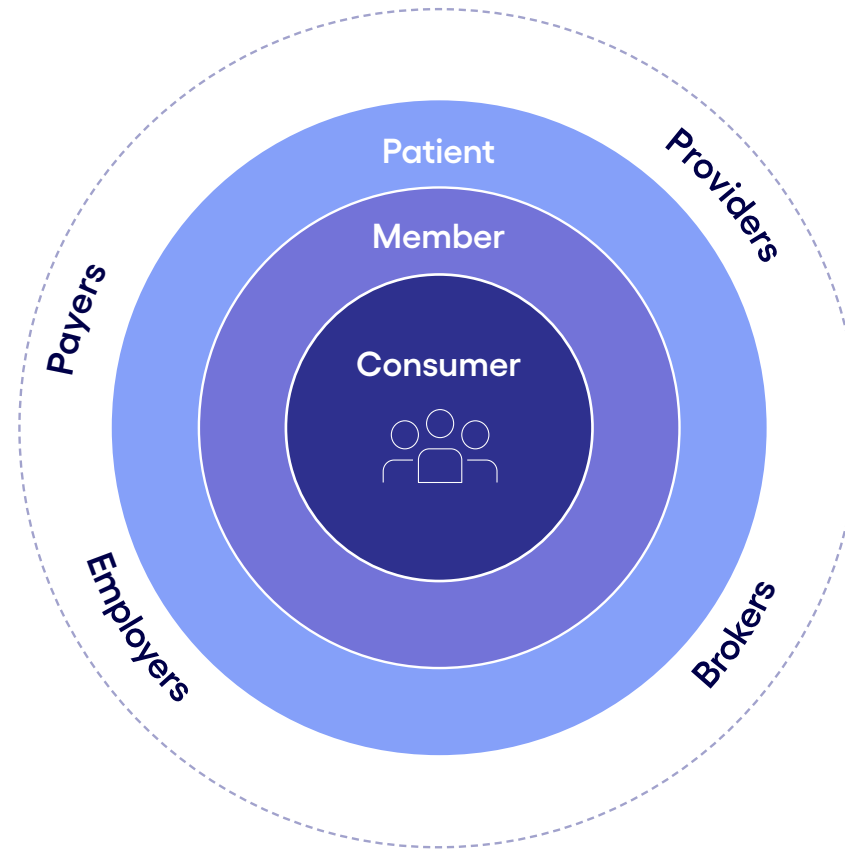 Patient
Member
Consumer
Providers
Payers
Employers
Brokers